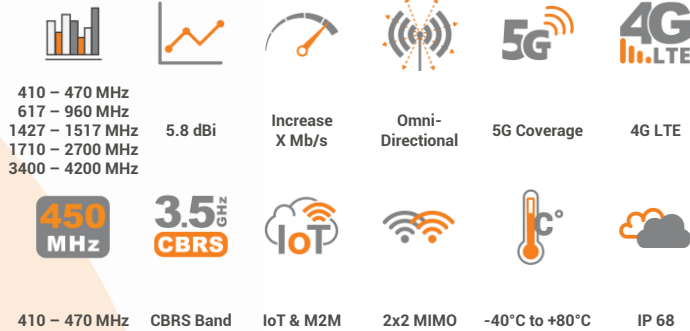 5G
4G
LTE
410 – 470 MHz
617 – 960 MHz
1427 – 1517 MHz
1710 – 2700 MHz
3400 – 4200 MHz
5.8 dBi
Increase
X Mb/s
Omni-
Directional
5G Coverage
4G LTE
450
MHz
3.5 GHz
CBRS
IoT
C°
410 – 470 MHz
CBRS Band
IoT & M2M
2x2 MIMO
-40°C to +80°C
IP 68